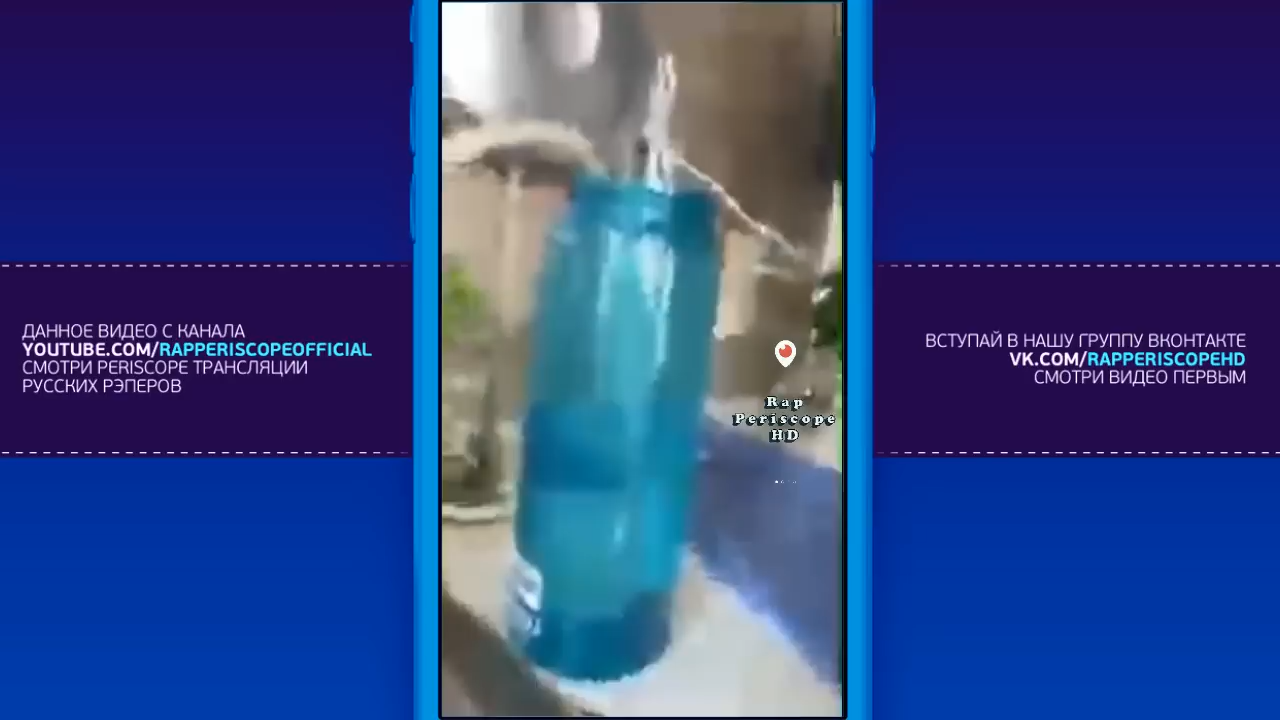 ДАННОЕ ВИДЕО С КАНАЛА
YOUTUBE.COM/RAPPERISCOPEOFFICIAL
СМОТРИ PERISCOPE ТРАНСЛЯЦИИ
РУССКИХ РЭПЕРОВ
ВСТУПАЙ В НАШУ ГРУППУ ВКОНТАКТЕ
VK.COM/RAPPERISCOPEHD
СМОТРИ ВИДЕО ПЕРВЫМ
Rap
Periscope
HD